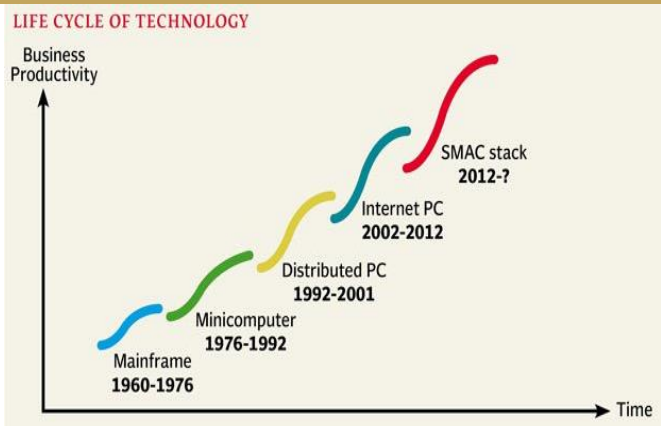 LIFE CYCLE OF TECHNOLOGY
Business
Productivity
SMAC stack
2012-?
Internet PC
2002-2012
Distributed PC
1992-2001
Minicomputer
1976-1992
Mainframe
1960-1976
Time